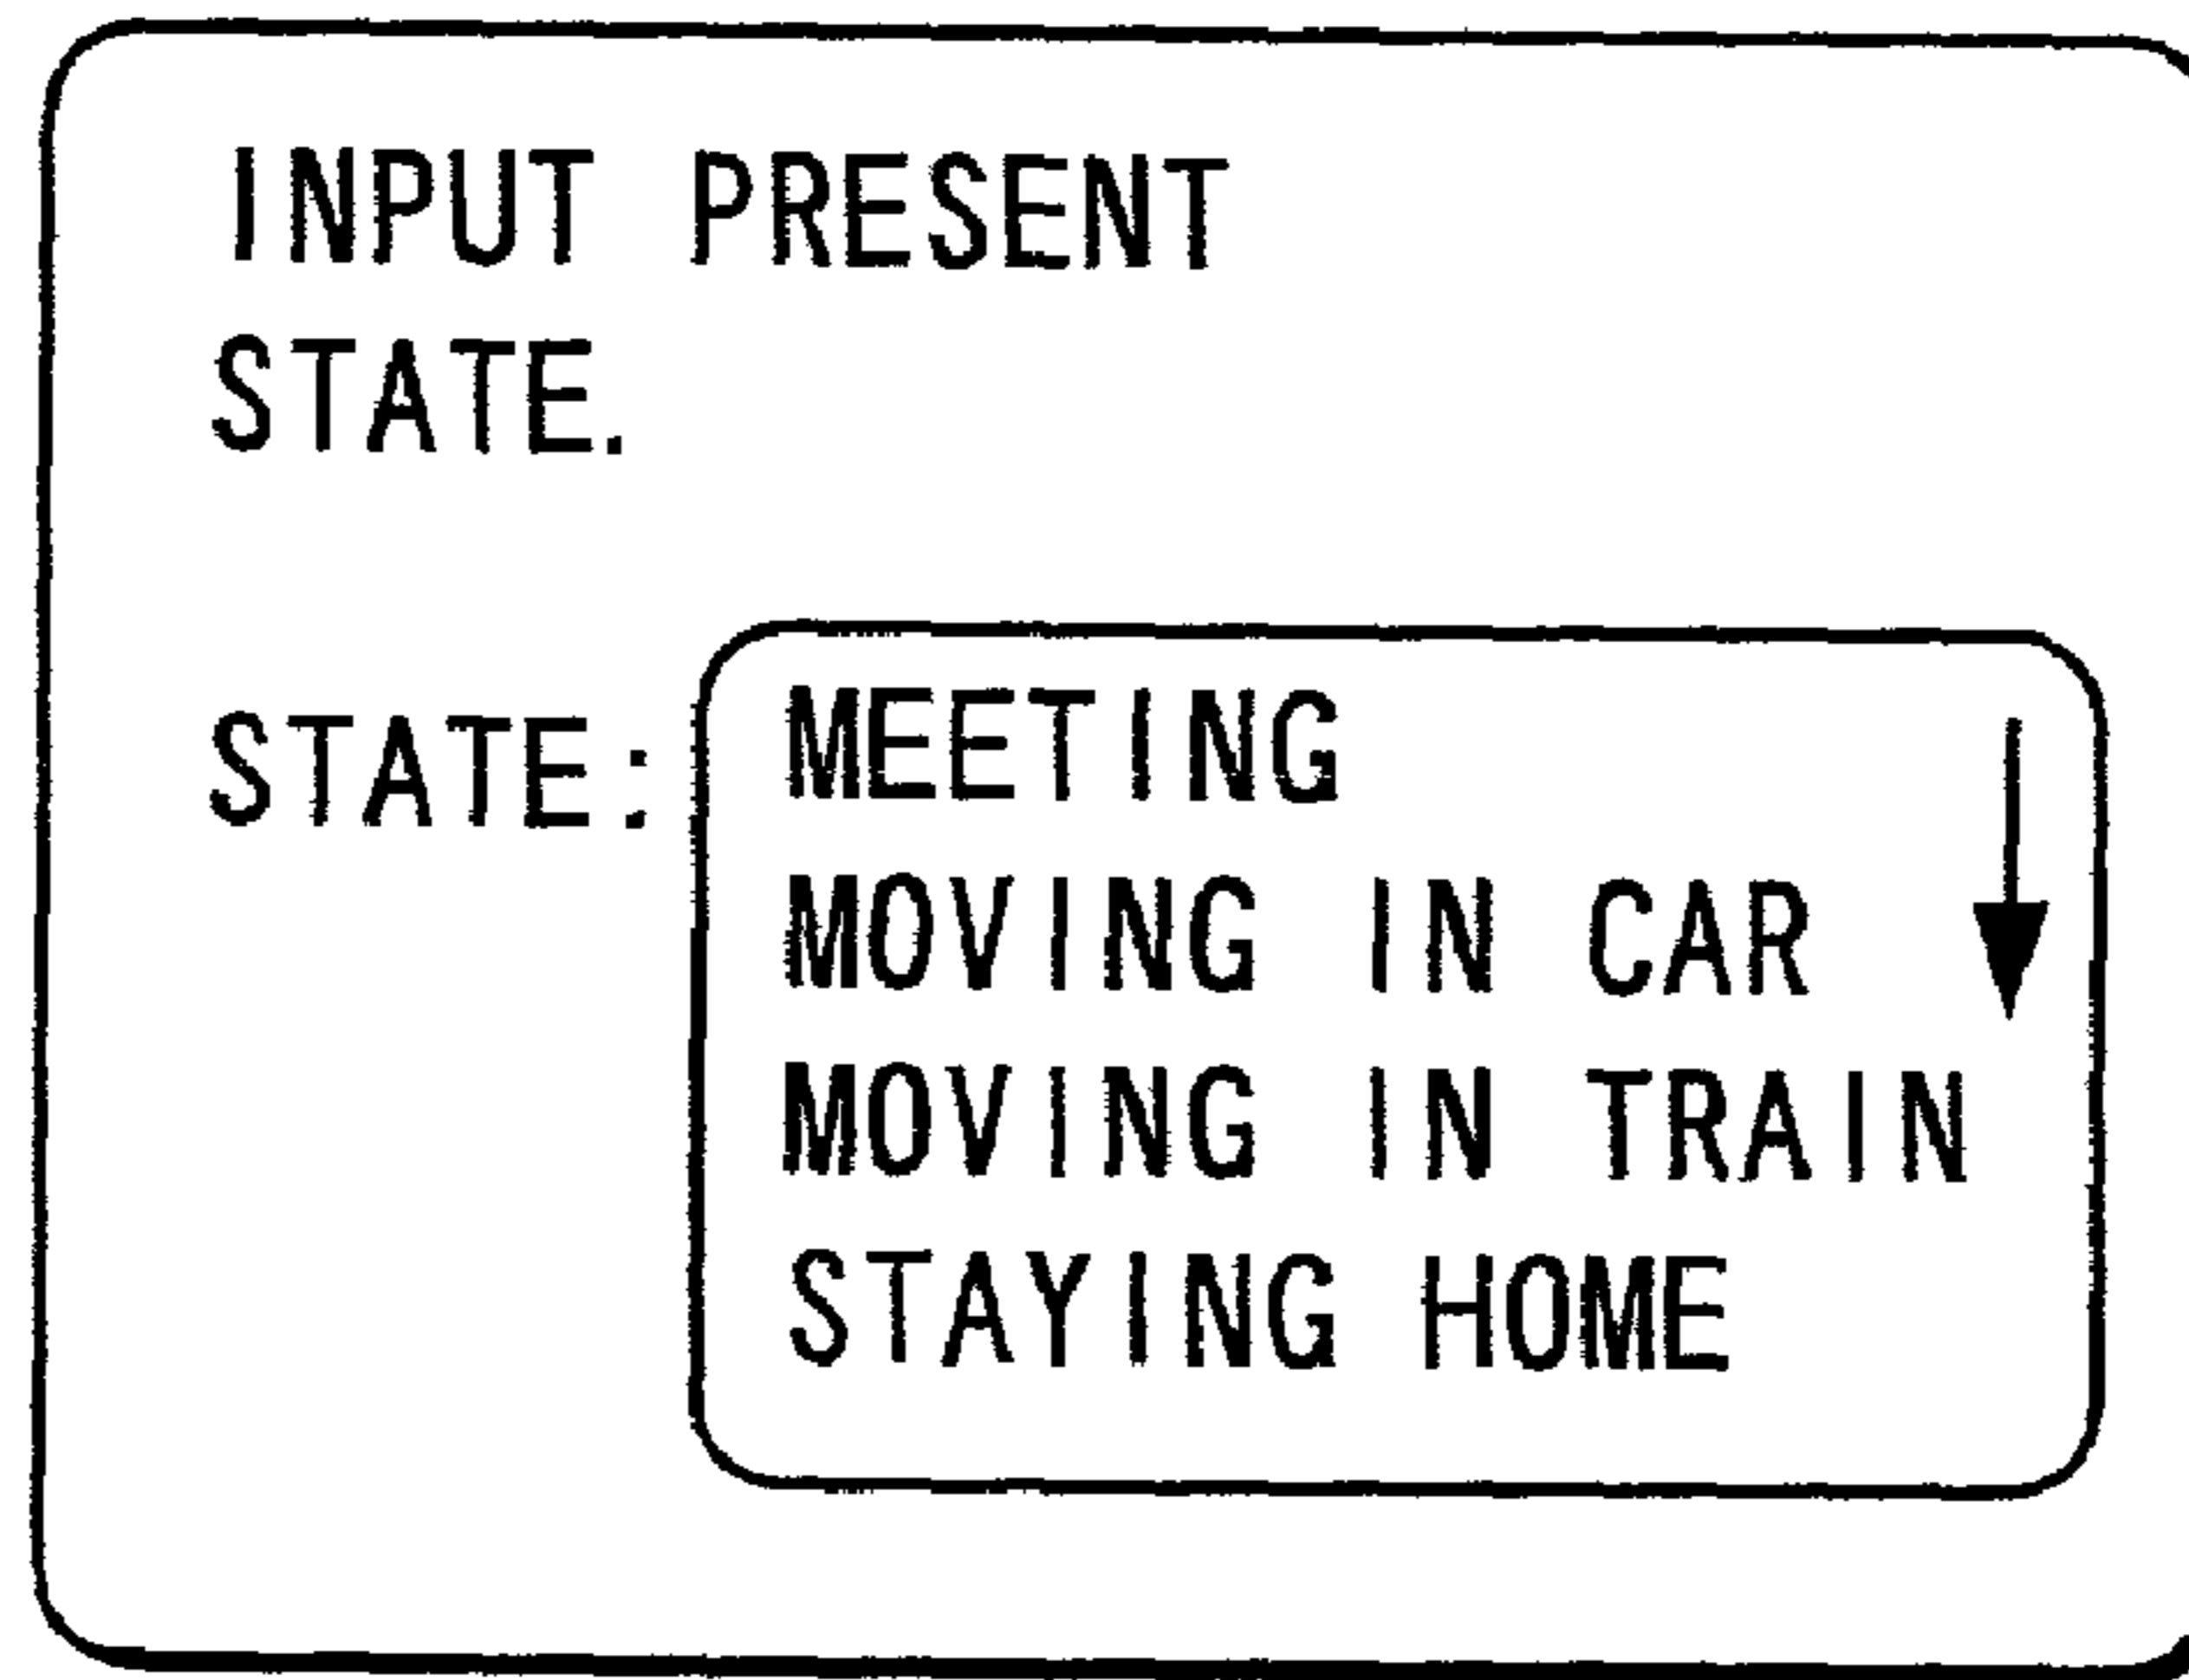 INPUT PRESENT
STATE.
STATE: MEETING
MOVING IN CAR
MOVING IN TRAIN
STAYING HOME